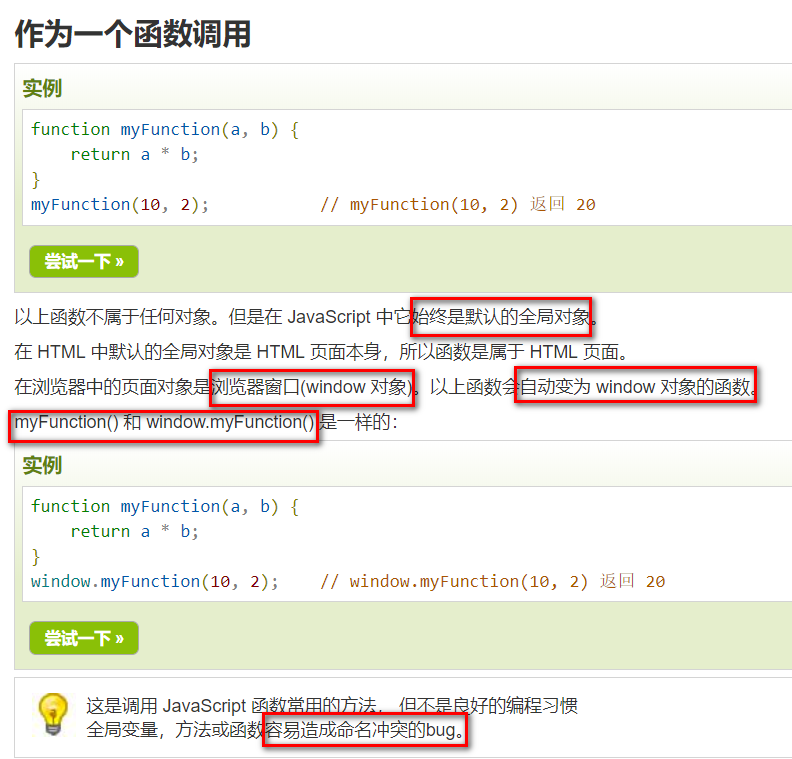 作为一个函数调用
实例
function myFunction(a, b) {
    return a * b;
}
myFunction(10, 2);           // myFunction(10, 2) 返回 20
尝试一下 »
以上函数不属于任何对象。但是在 JavaScript 中它始终是默认的全局对象。
在 HTML 中默认的全局对象是 HTML 页面本身，所以函数是属于 HTML 页面。
在浏览器中的页面对象是浏览器窗口(window 对象)。以上函数会自动变为 window 对象的函数。
myFunction() 和 window.myFunction() 是一样的：
实例
function myFunction(a, b) {
    return a * b;
}
window.myFunction(10, 2);    // window.myFunction(10, 2) 返回 20
尝试一下 »
这是调用 JavaScript 函数常用的方法， 但不是良好的编程习惯
全局变量，方法或函数容易造成命名冲突的bug。